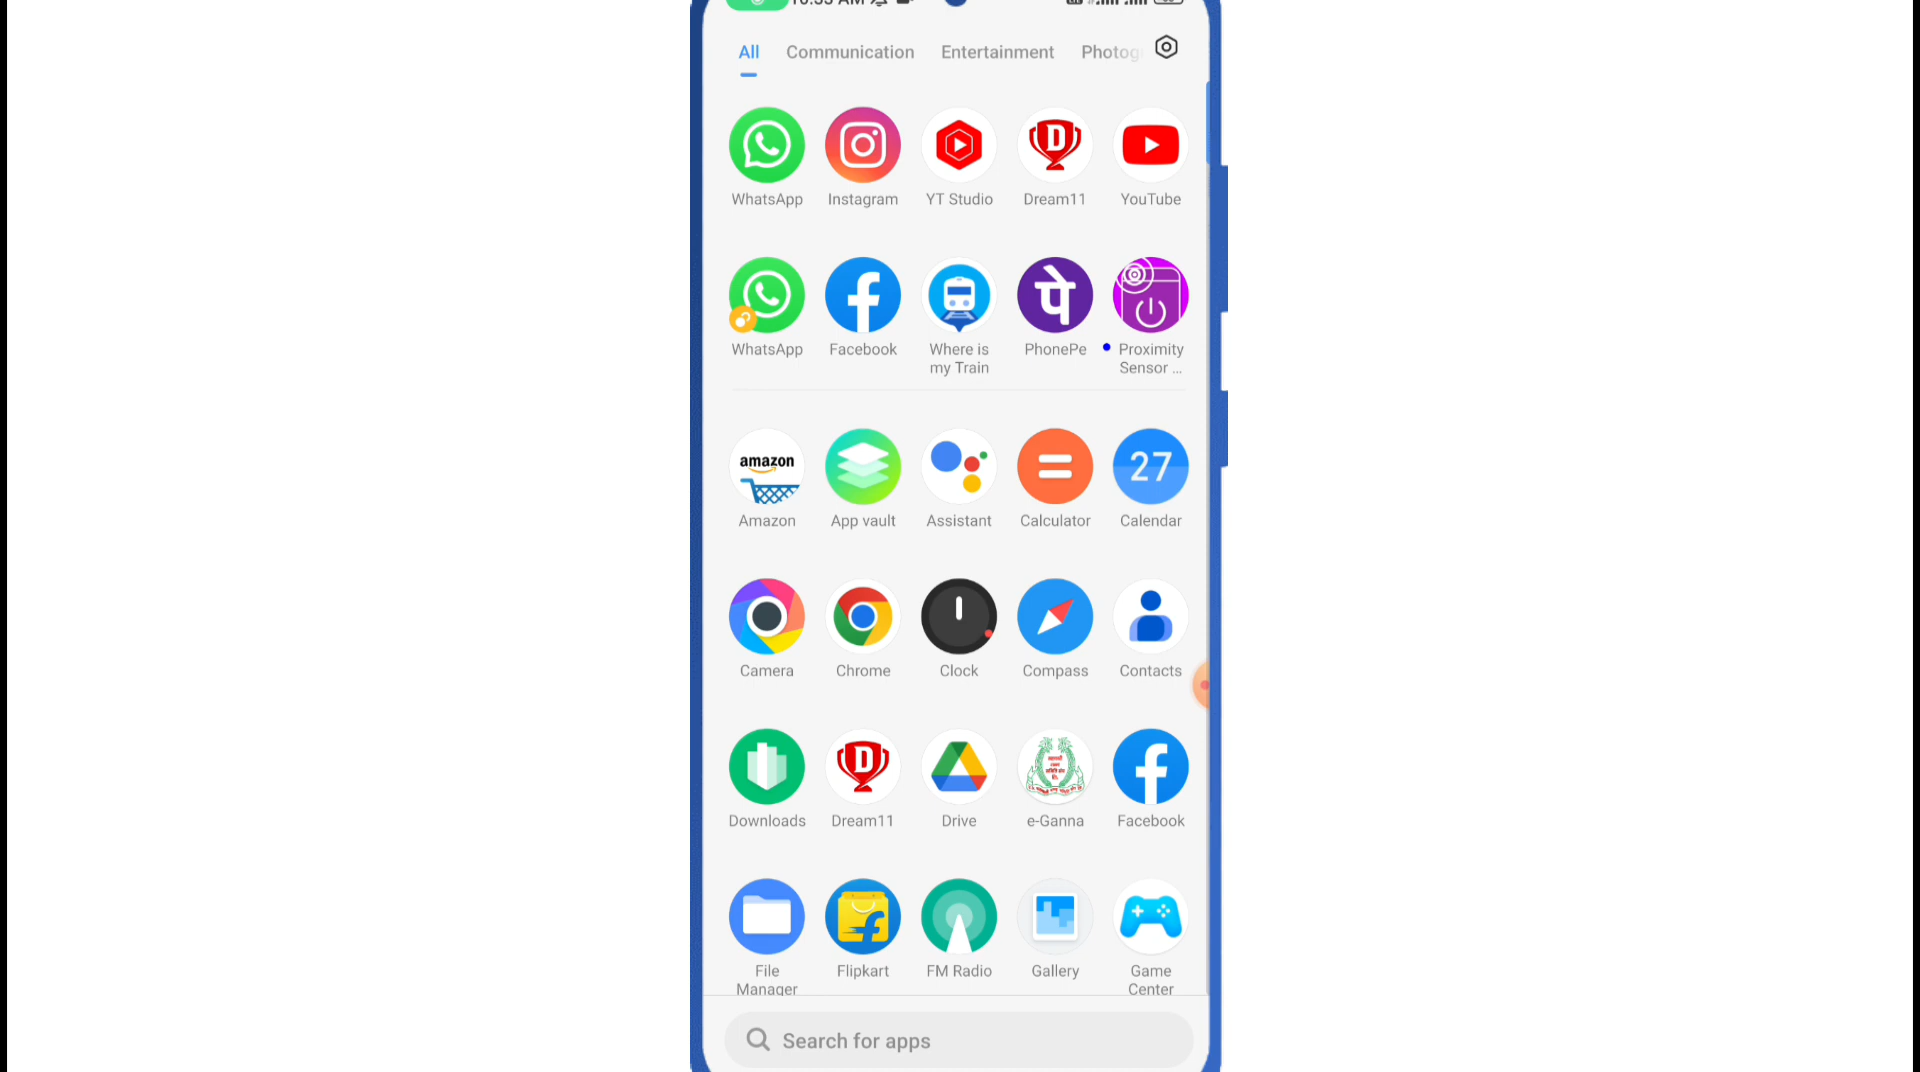 All Communication Entertainment Photog
WhatsApp Instagram YT Studio Dream11 YouTube
WhatsApp Facebook Where is my Train PhonePe Proximity Sensor ...
amazon
27
Amazon App vault Assistant Calculator Calendar
Camera Chrome Clock Compass Contacts
Downloads Dream11 Drive e-Ganna Facebook
File Manager Flipkart FM Radio Gallery Game Center
Search for apps